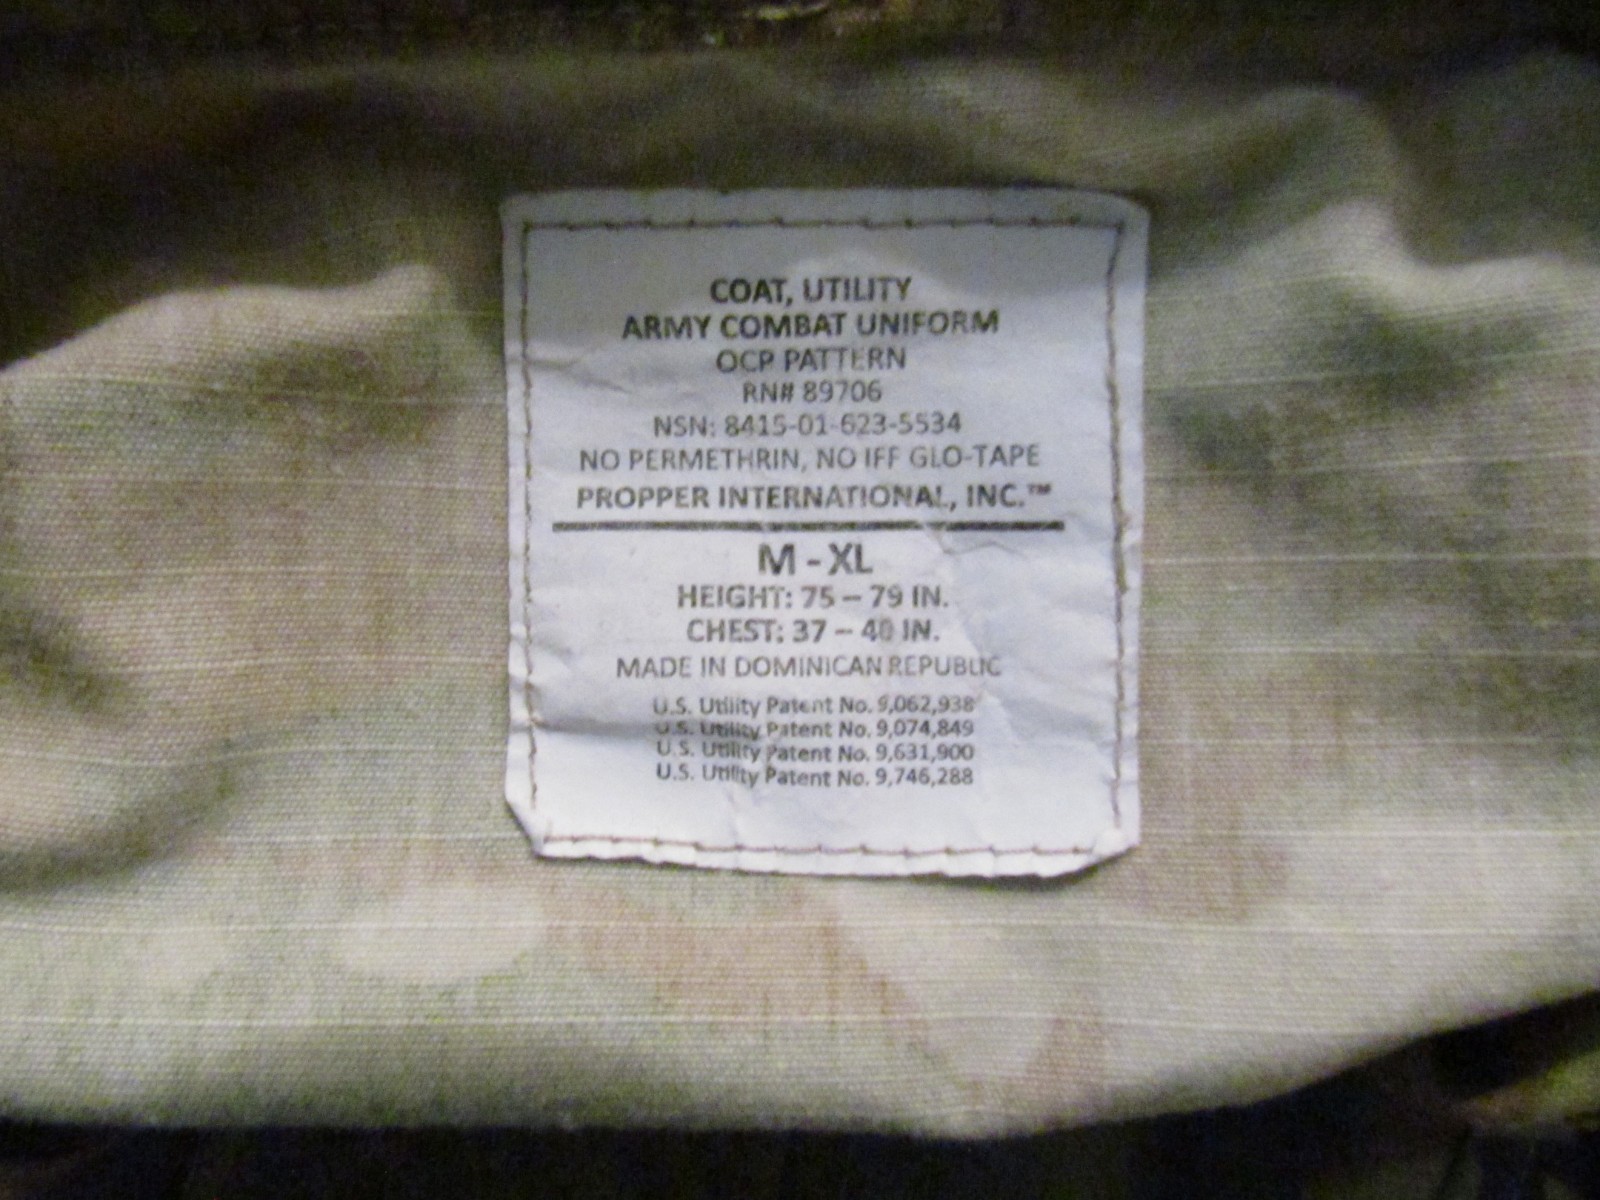 COAT, UTILITY
ARMY COMBAT UNIFORM
OCP PATTERN
RN# 89706
NSN: 8415-01-623-5534
NO PERMETHRIN, NO IFF GLO-TAPE
PROPPER INTERNATIONAL, INC.™
M - XL
HEIGHT: 75 – 79 IN.
CHEST: 37 – 40 IN.
MADE IN DOMINICAN REPUBLIC
U.S. Utility Patent No. 9,062,938
U.S. Utility Patent No. 9,074,849
U.S. Utility Patent No. 9,631,900
U.S. Utility Patent No. 9,746,288